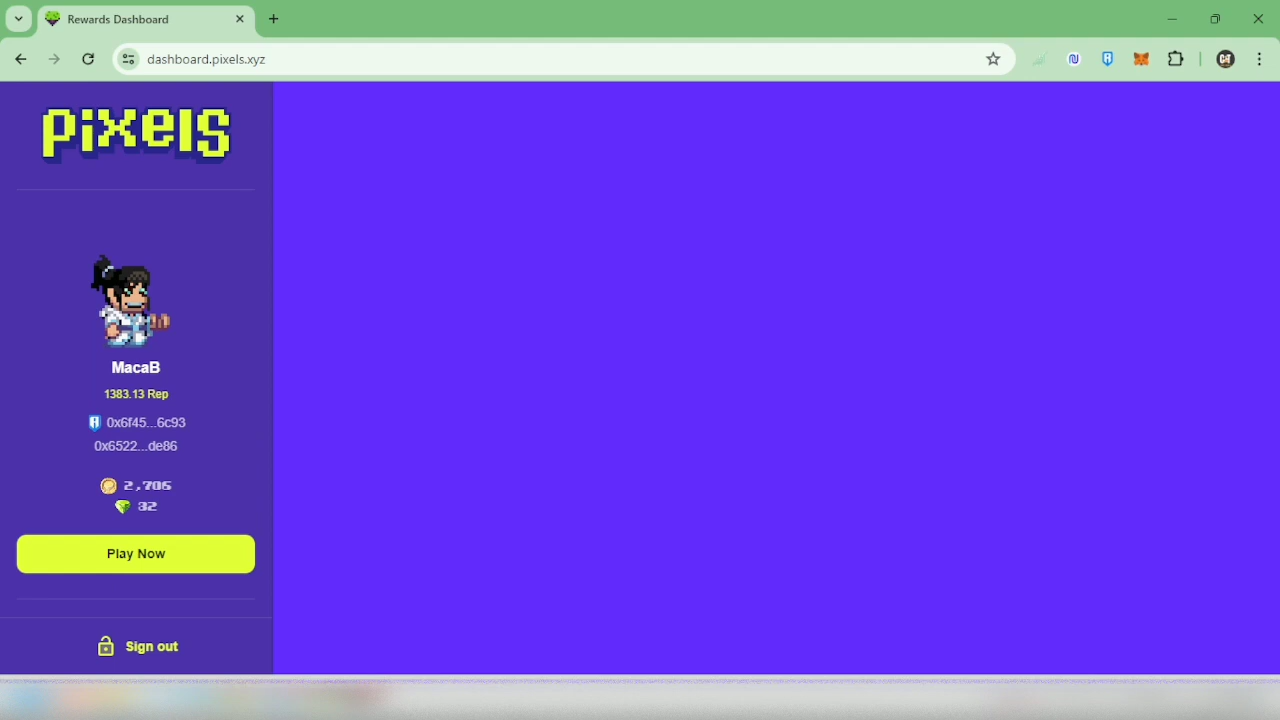 Rewards Dashboard
dashboard.pixels.xyz
pixels
MacaB
1383.13 Rep
0x6f45...6c93
0x6522...de86
2,706
32
Play Now
Sign out